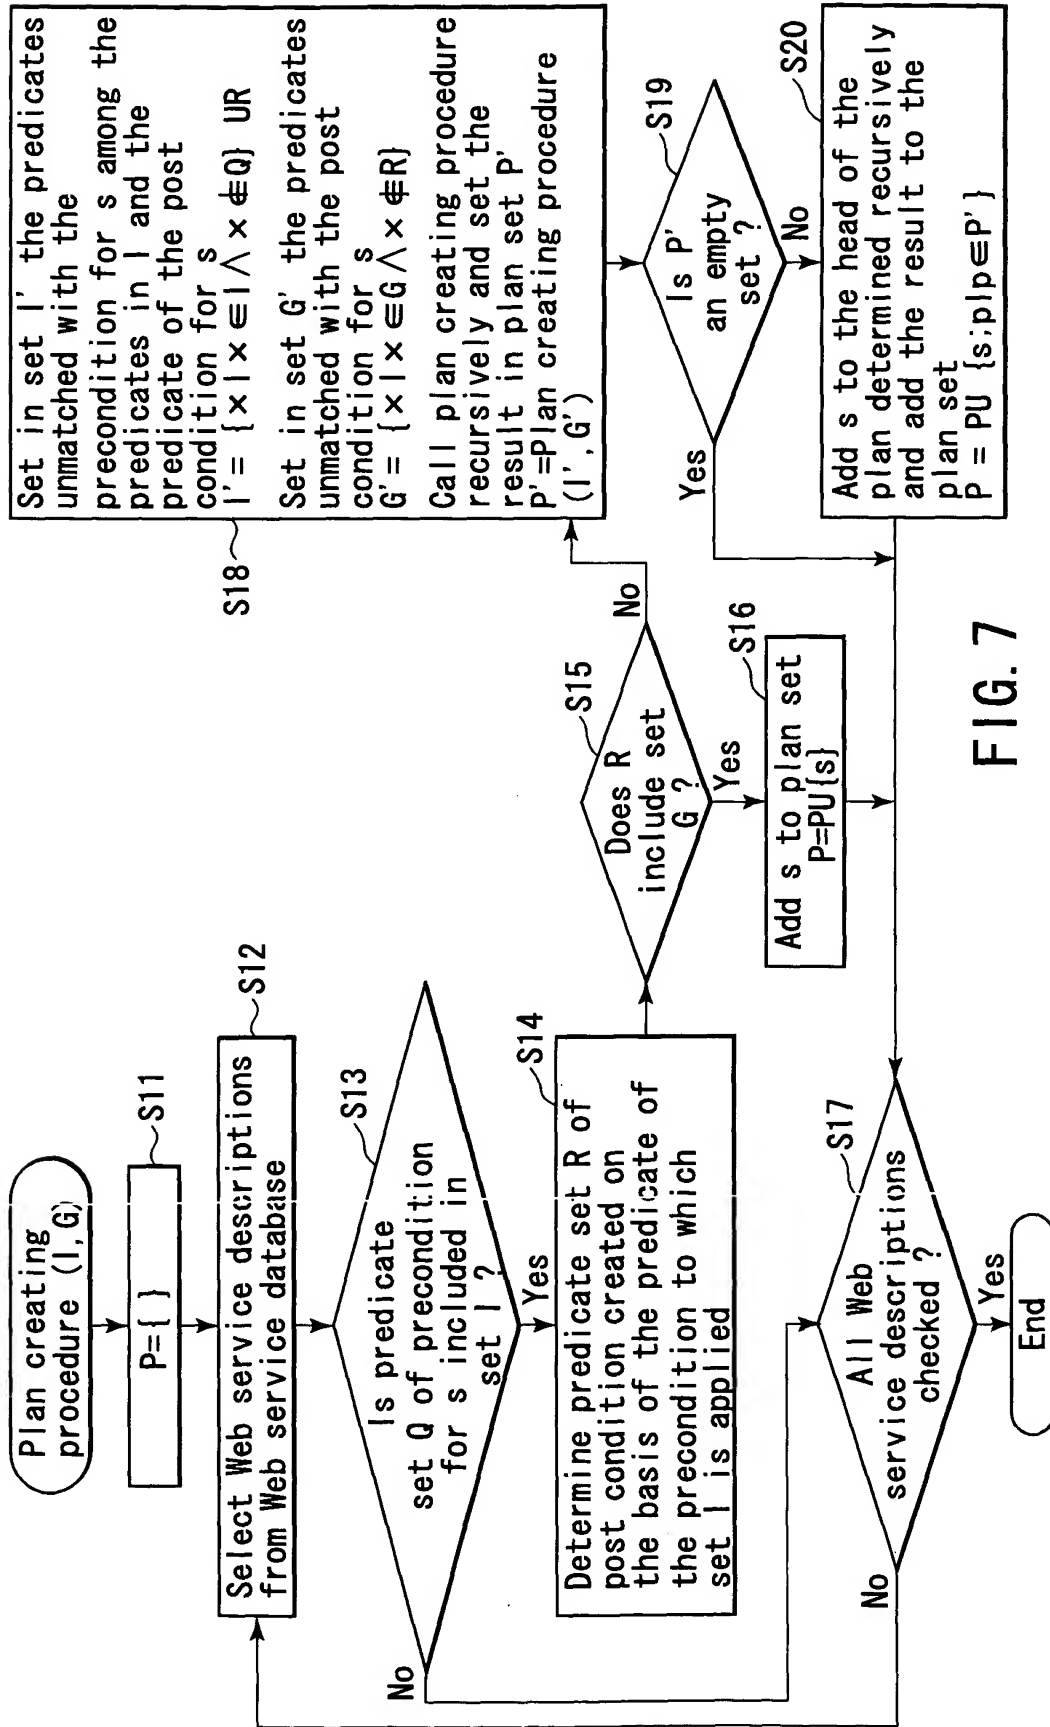 Plan creating
procedure (I,G)
P={ }
S11
Select Web service descriptions
from Web service database
S12
Is predicate
set Q of precondition
for s included in
set I ?
S13
No
Yes
Determine predicate set R of
post condition created on
the basis of the predicate of
the precondition to which
set I is applied
S14
Does R
include set
G ?
S15
No
Yes
Add s to plan set
P=PU{s}
S16
All Web
service descriptions
checked ?
S17
No
Yes
End
Set in set I' the predicates
unmatched with the
precondition for s among the
predicates in I and the
predicate of the post
condition for s
I'= {×|×∈I∧×∉Q} UR
Set in set G' the predicates
unmatched with the post
condition for s
G'= {×|×∈G∧×∉R}
Call plan creating procedure
recursively and set the
result in plan set P'
P'=Plan creating procedure
(I',G')
S18
Is P'
an empty
set ?
S19
Yes
No
Add s to the head of the
plan determined recursively
and add the result to the
plan set
P = PU {s;p|p∈P'}
S20
FIG. 7